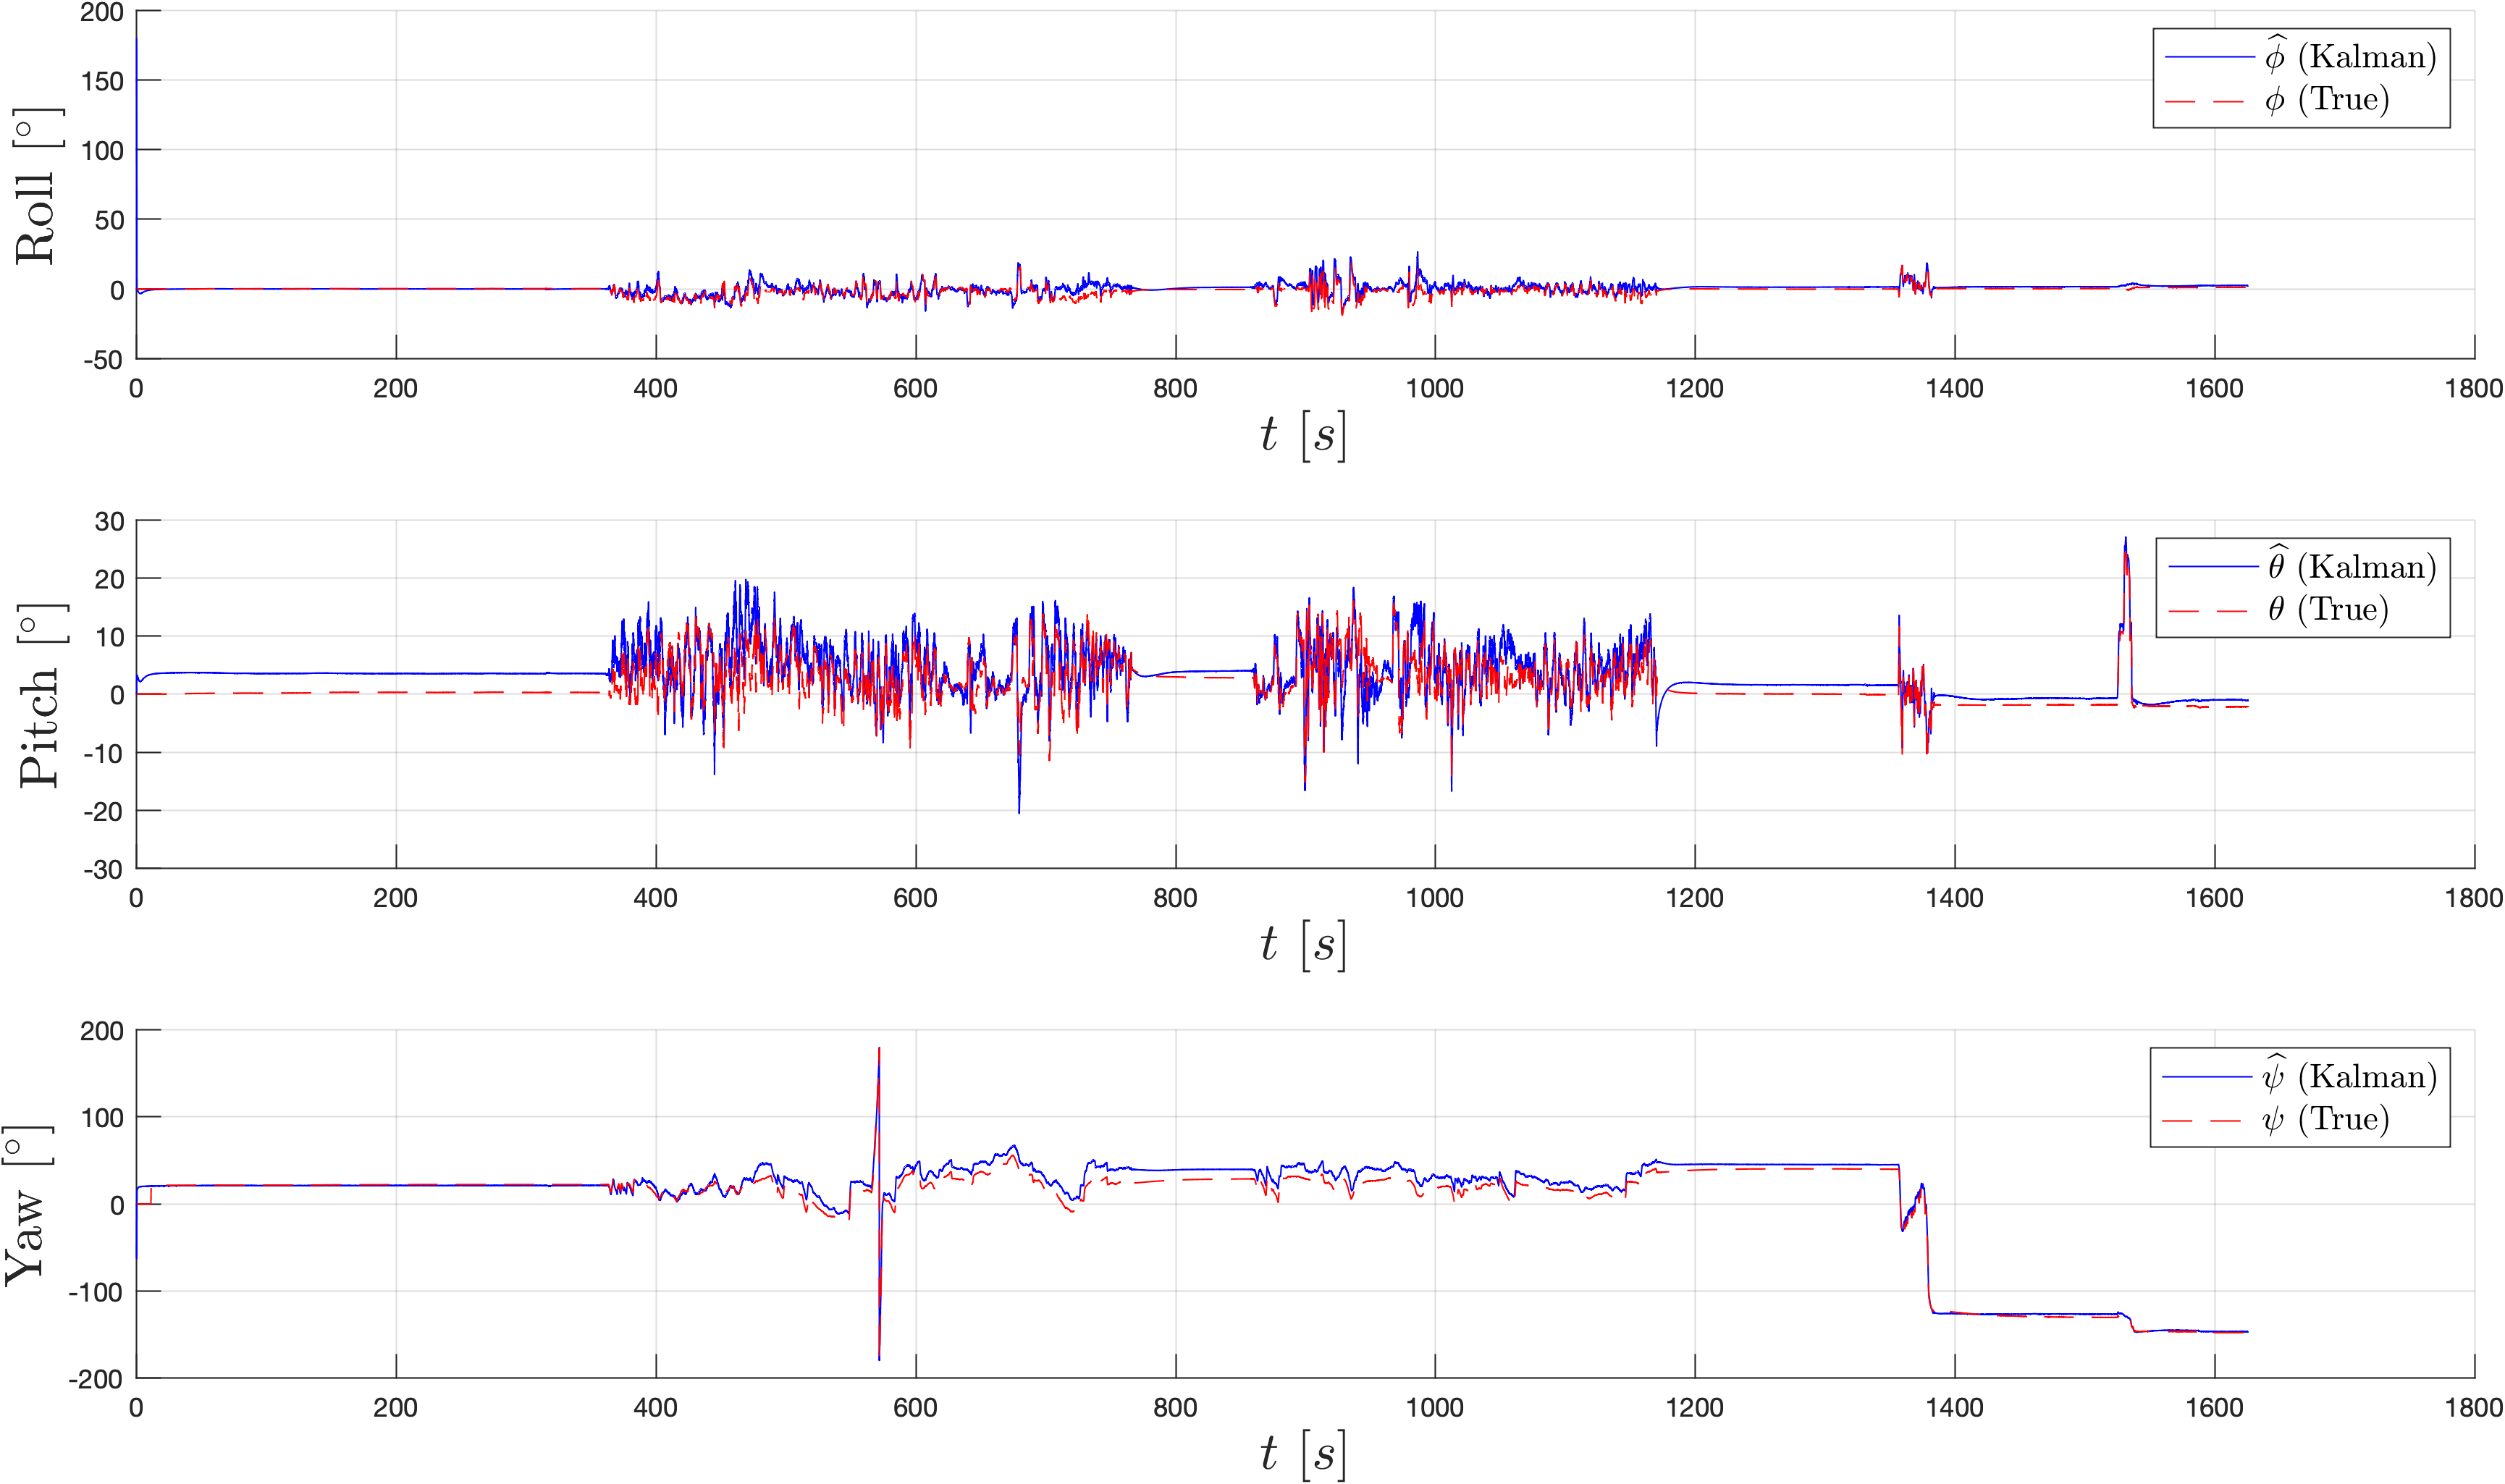 200
150
100
50
0
-50
Roll [°]
ϕ̂ (Kalman)
ϕ (True)
0 200 400 600 800 1000 1200 1400 1600 1800
t [s]
30
20
10
0
-10
-20
-30
Pitch [°]
θ̂ (Kalman)
θ (True)
0 200 400 600 800 1000 1200 1400 1600 1800
t [s]
200
100
0
-100
-200
Yaw [°]
ψ̂ (Kalman)
ψ (True)
0 200 400 600 800 1000 1200 1400 1600 1800
t [s]